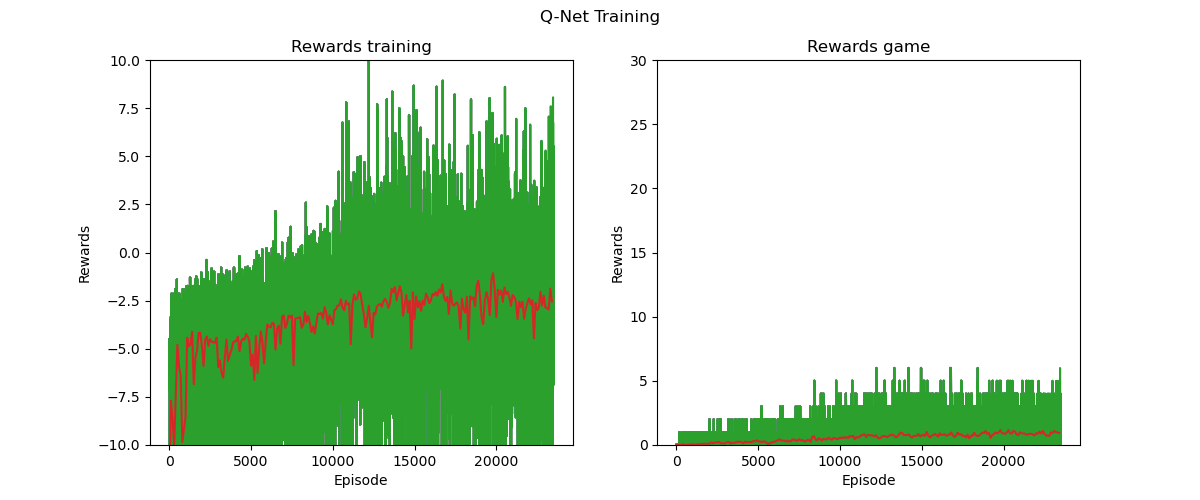 Q-Net Training
Rewards training
Rewards
10.0
7.5
5.0
2.5
0.0
−2.5
−5.0
−7.5
−10.0
0 5000 10000 15000 20000
Episode
Rewards game
Rewards
30
25
20
15
10
5
0
0 5000 10000 15000 20000
Episode